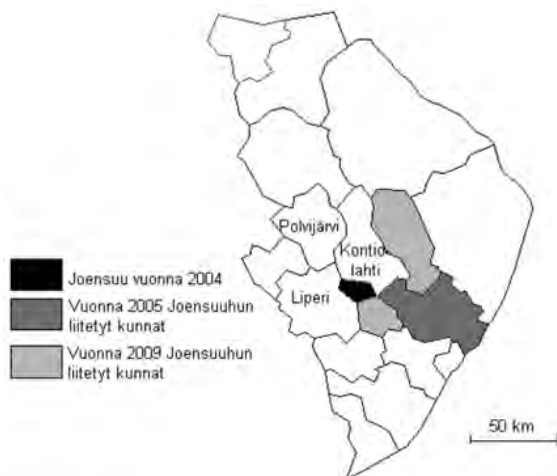 Polvijärvi
Kontio-
lahti
Liperi
Joensuu vuonna 2004
Vuonna 2005 Joensuuhun
liitetyt kunnat
Vuonna 2009 Joensuuhun
liitetyt kunnat
50 km